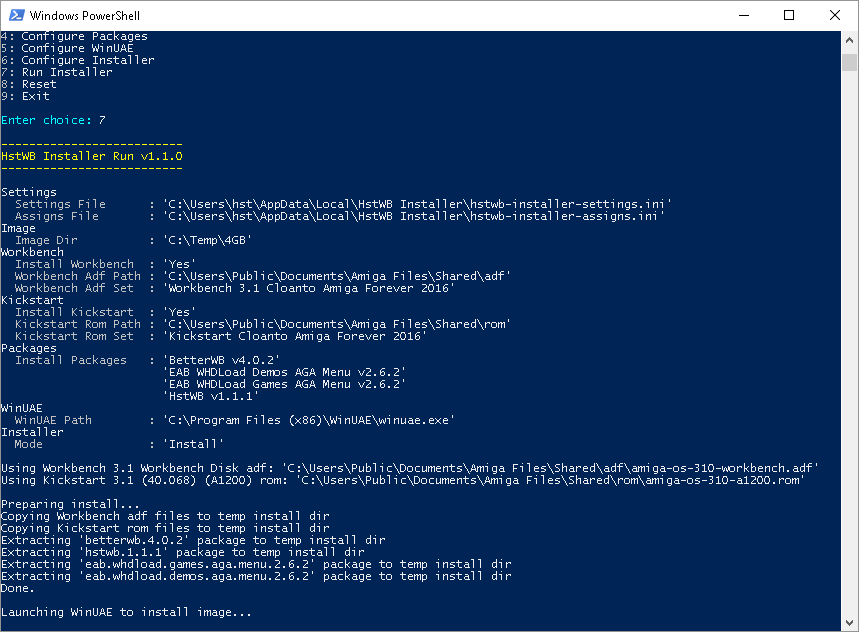 Windows PowerShell
4: Configure Packages
5: Configure WinUAE
6: Configure Installer
7: Run Installer
8: Reset
9: Exit
Enter choice: 7
--------------------------
HstWB Installer Run v1.1.0
--------------------------
Settings
Settings File      : 'C:\Users\hst\AppData\Local\HstWB Installer\hstwb-installer-settings.ini'
Assigns File       : 'C:\Users\hst\AppData\Local\HstWB Installer\hstwb-installer-assigns.ini'
Image
Image Dir          : 'C:\Temp\4GB'
Workbench
Install Workbench  : 'Yes'
Workbench Adf Path : 'C:\Users\Public\Documents\Amiga Files\Shared\adf'
Workbench Adf Set  : 'Workbench 3.1 Cloanto Amiga Forever 2016'
Kickstart
Install Kickstart  : 'Yes'
Kickstart Rom Path : 'C:\Users\Public\Documents\Amiga Files\Shared\rom'
Kickstart Rom Set  : 'Kickstart Cloanto Amiga Forever 2016'
Packages
Install Packages   : 'BetterWB v4.0.2'
'EAB WHDLoad Demos AGA Menu v2.6.2'
'EAB WHDLoad Games AGA Menu v2.6.2'
'HstWB v1.1.1'
WinUAE
WinUAE Path        : 'C:\Program Files (x86)\WinUAE\winuae.exe'
Installer
Mode               : 'Install'
Using Workbench 3.1 Workbench Disk adf: 'C:\Users\Public\Documents\Amiga Files\Shared\adf\amiga-os-310-workbench.adf'
Using Kickstart 3.1 (40.068) (A1200) rom: 'C:\Users\Public\Documents\Amiga Files\Shared\rom\amiga-os-310-a1200.rom'
Preparing install...
Copying Workbench adf files to temp install dir
Copying Kickstart rom files to temp install dir
Extracting 'betterwb.4.0.2' package to temp install dir
Extracting 'hstwb.1.1.1' package to temp install dir
Extracting 'eab.whdload.games.aga.menu.2.6.2' package to temp install dir
Extracting 'eab.whdload.demos.aga.menu.2.6.2' package to temp install dir
Done.
Launching WinUAE to install image...